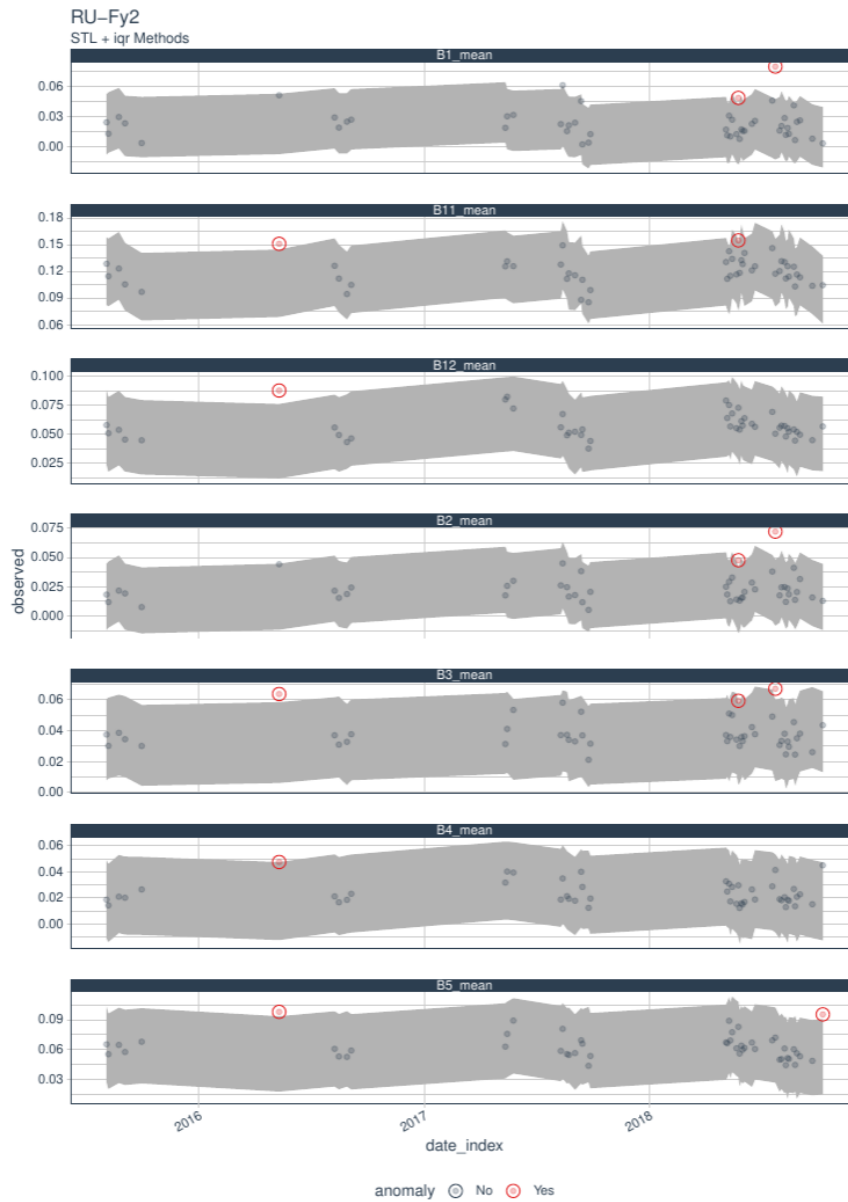 RU-Fy2
STL + iqr Methods
B1_mean
0.06
0.03
0.00
B11_mean
0.18
0.15
0.12
0.09
0.06
B12_mean
0.100
0.075
0.050
0.025
B2_mean
0.075
0.050
0.025
0.000
observed
B3_mean
0.06
0.04
0.02
0.00
B4_mean
0.06
0.04
0.02
0.00
B5_mean
0.09
0.06
0.03
2016 2017 2018
date_index
anomaly No Yes